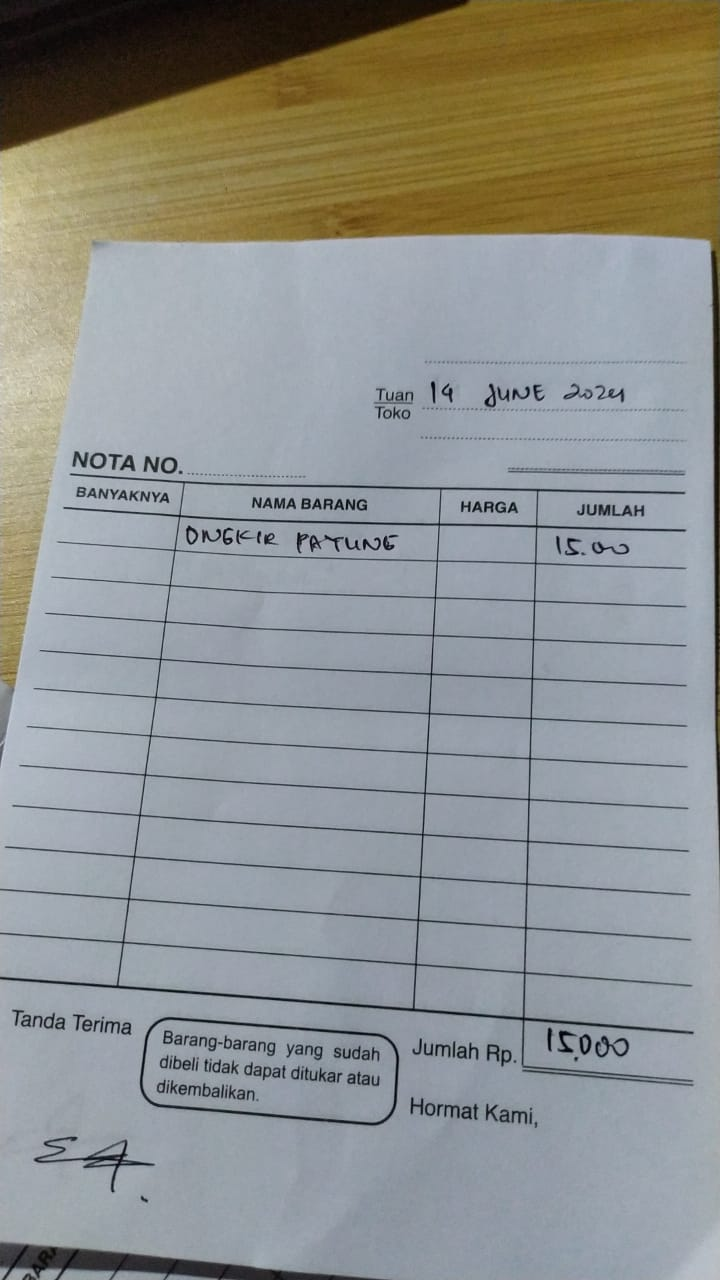 Tuan 14 JUNE 2024
Toko
NOTA NO.
BANYAKNYA NAMA BARANG HARGA JUMLAH
ONGKIR PATUNG 15.00
Tanda Terima
Barang-barang yang sudah
dibeli tidak dapat ditukar atau
dikembalikan.
Jumlah Rp. 15.000
Hormat Kami,